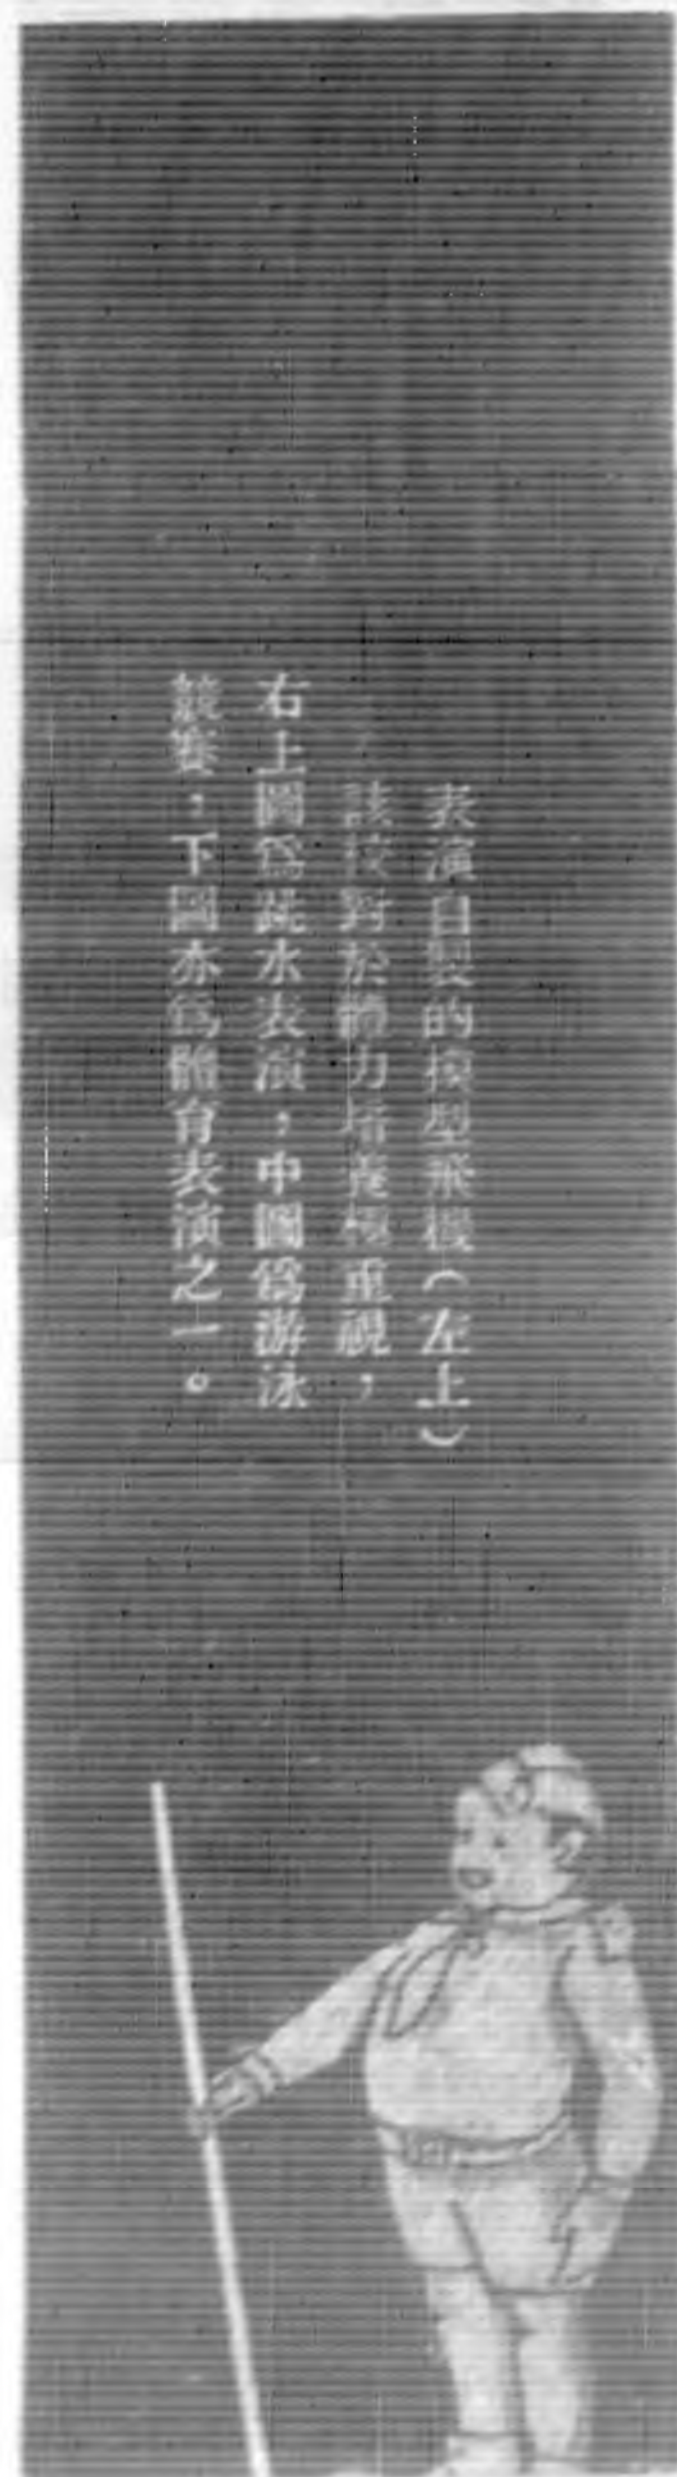 表演自製的模型飛機（左上）
該校對於體力培養極重視，
右上圖爲跳水表演，中圖爲游泳
競賽，下圖亦爲體育表演之一。